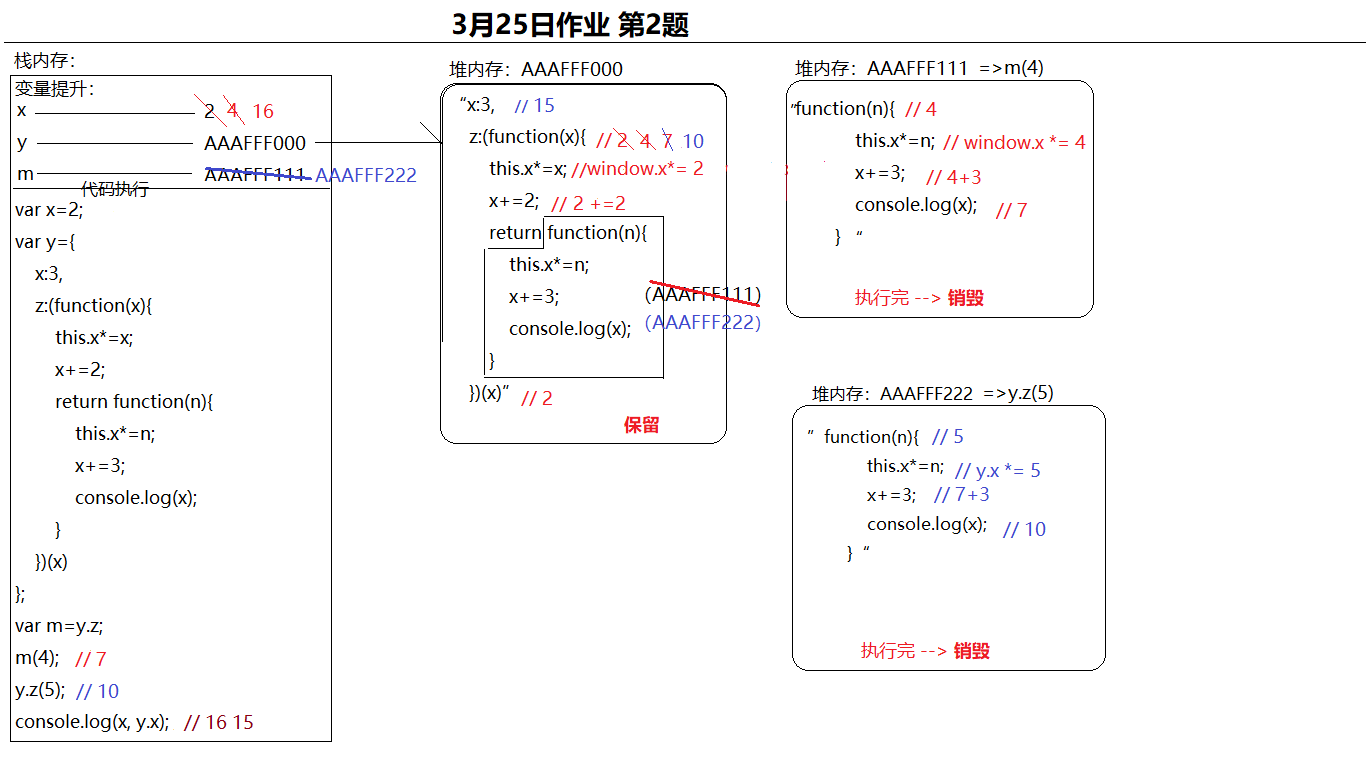 3月25日作业 第2题
栈内存：
变量提升：
x 2 4 16
y AAAFFF000
m AAAFFF111 AAAFFF222
代码执行
var x=2;
var y={
x:3,
z:(function(x){
this.x*=x;
x+=2;
return function(n){
this.x*=n;
x+=3;
console.log(x);
}
})(x)
};
var m=y.z;
m(4); // 7
y.z(5); // 10
console.log(x, y.x); // 16 15
堆内存：AAAFFF000
“x:3, // 15
z:(function(x){ // 2 4 7 10
this.x*=x; //window.x*= 2
x+=2; // 2 +=2
return function(n){
this.x*=n;
x+=3; (AAAFFF111)
console.log(x); (AAAFFF222)
}
})(x)” // 2
保留
堆内存：AAAFFF111 =>m(4)
”function(n){ // 4
this.x*=n; // window.x *= 4
x+=3; // 4+3
console.log(x); // 7
} “
执行完 --> 销毁
堆内存：AAAFFF222 =>y.z(5)
” function(n){ // 5
this.x*=n; // y.x *= 5
x+=3; // 7+3
console.log(x); // 10
} “
执行完 --> 销毁